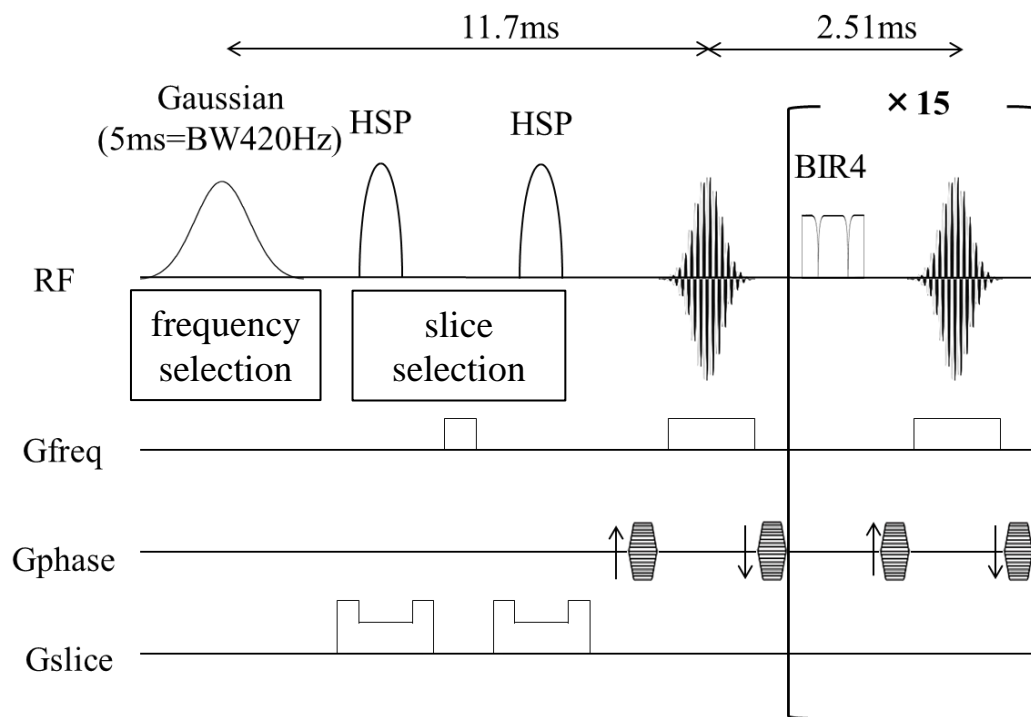 11.7ms
2.51ms
Gaussian
(5ms=BW420Hz)
HSP
HSP
× 15
BIR4
RF
frequency
selection
slice
selection
Gfreq
Gphase
Gslice